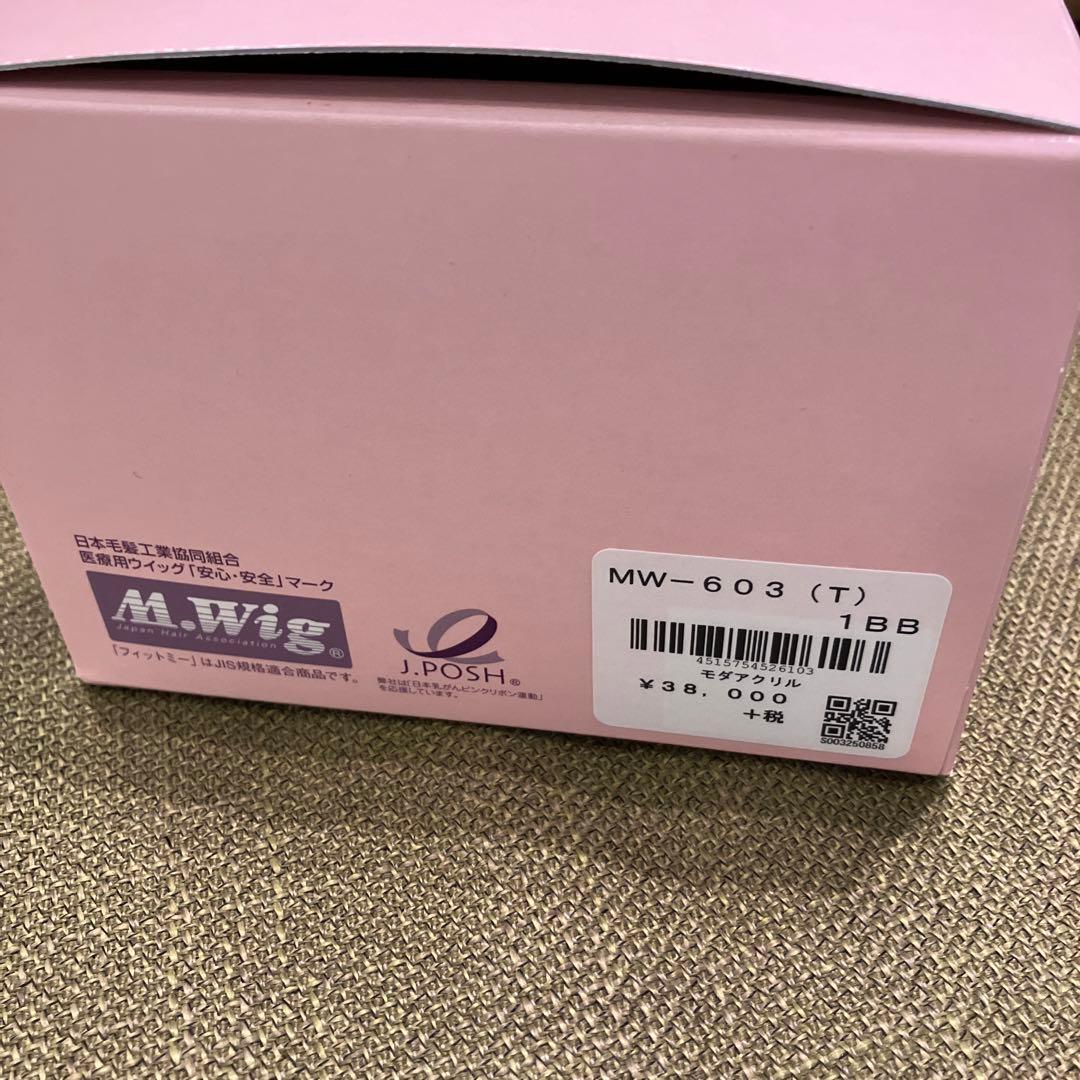 日本毛髪工業協同組合
医療用ウイッグ「安心・安全」マーク
M.Wig
Japan Hair Association ®
「フィットミー」はJIS規格適合商品です。
J.POSH®
弊社は「日本乳がんピンクリボン運動」
を応援しています。
MW－603（T）
1BB
4515754526103
モダアクリル
¥38,000
＋税
S003250858